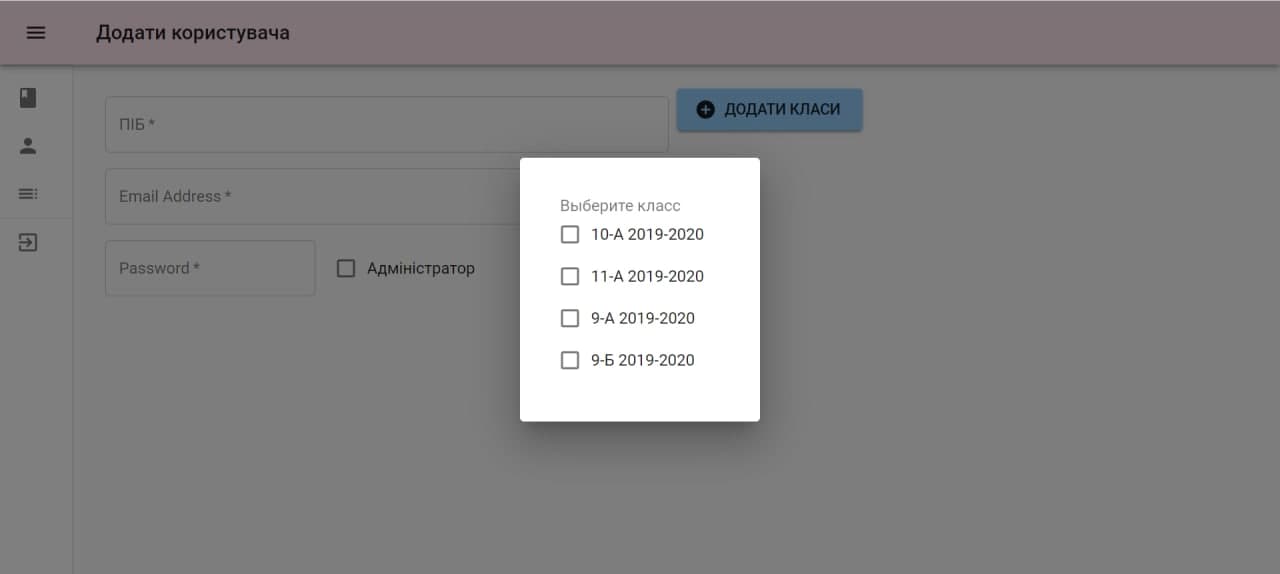 Додати користувача
ПІБ *
ДОДАТИ КЛАСИ
Email Address *
Password *
Адміністратор
Выберите класс
10-А 2019-2020
11-А 2019-2020
9-А 2019-2020
9-Б 2019-2020